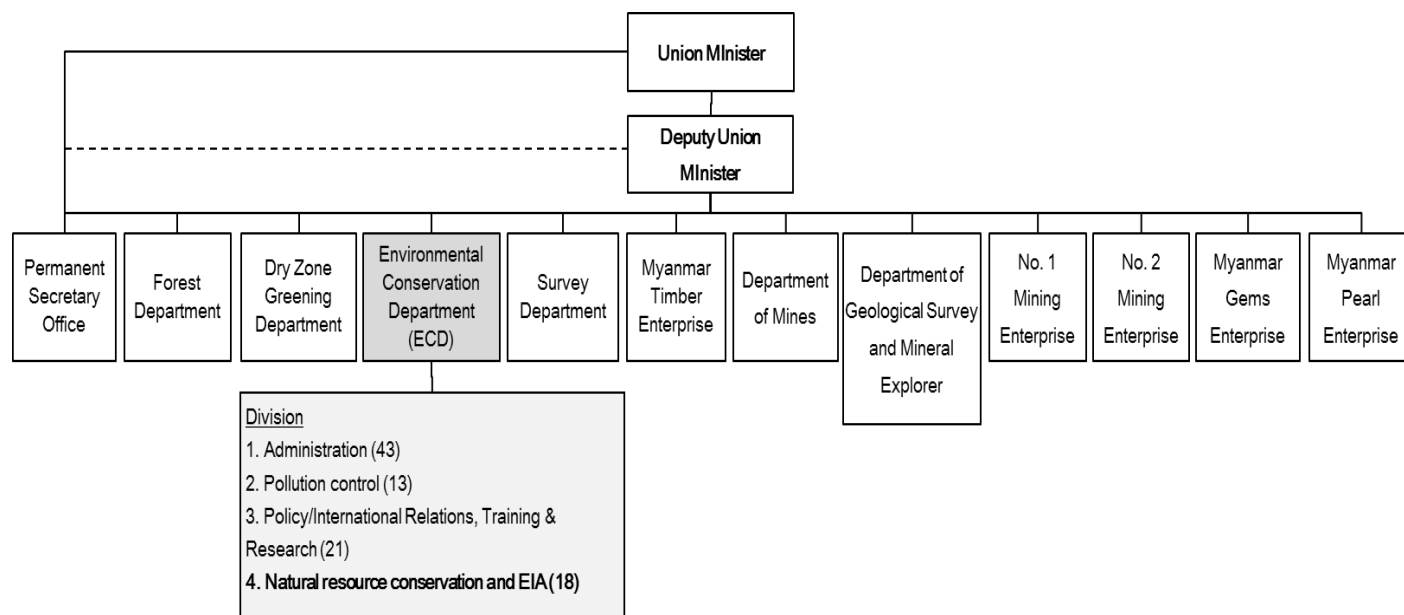 Union MInister
Deputy Union
MInister
Permanent
Secretary
Office
Forest
Department
Dry Zone
Greening
Department
Environmental
Conservation
Department
(ECD)
Survey
Department
Myanmar
Timber
Enterprise
Department
of Mines
Department of
Geological Survey
and Mineral
Explorer
No. 1
Mining
Enterprise
No. 2
Mining
Enterprise
Myanmar
Gems
Enterprise
Myanmar
Pearl
Enterprise
Division
1. Administration (43)
2. Pollution control (13)
3. Policy/International Relations, Training &
Research (21)
4. Natural resource conservation and EIA (18)